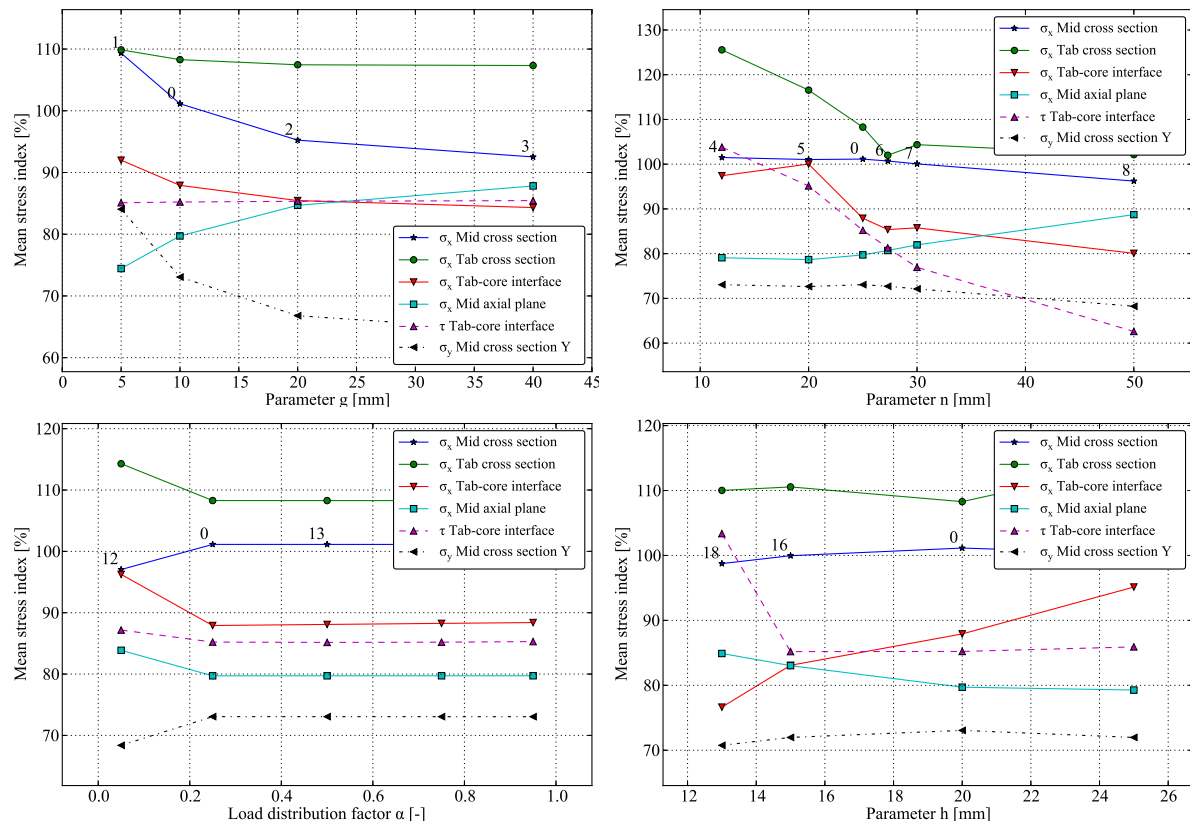 110
100
90
80
70
60
Mean stress index [%]
1
0
2
3
σx Mid cross section
σx Tab cross section
σx Tab-core interface
σx Mid axial plane
τ Tab-core interface
σy Mid cross section Y
0 5 10 15 20 25 30 35 40 45
Parameter g [mm]
130
120
110
100
90
80
70
60
Mean stress index [%]
4
5
0
6
7
8
σx Mid cross section
σx Tab cross section
σx Tab-core interface
σx Mid axial plane
τ Tab-core interface
σy Mid cross section Y
10 20 30 40 50
Parameter n [mm]
120
110
100
90
80
70
Mean stress index [%]
12
0
13
σx Mid cross section
σx Tab cross section
σx Tab-core interface
σx Mid axial plane
τ Tab-core interface
σy Mid cross section Y
0.0 0.2 0.4 0.6 0.8 1.0
Load distribution factor α [-]
120
110
100
90
80
70
Mean stress index [%]
18
16
0
σx Mid cross section
σx Tab cross section
σx Tab-core interface
σx Mid axial plane
τ Tab-core interface
σy Mid cross section Y
12 14 16 18 20 22 24 26
Parameter h [mm]